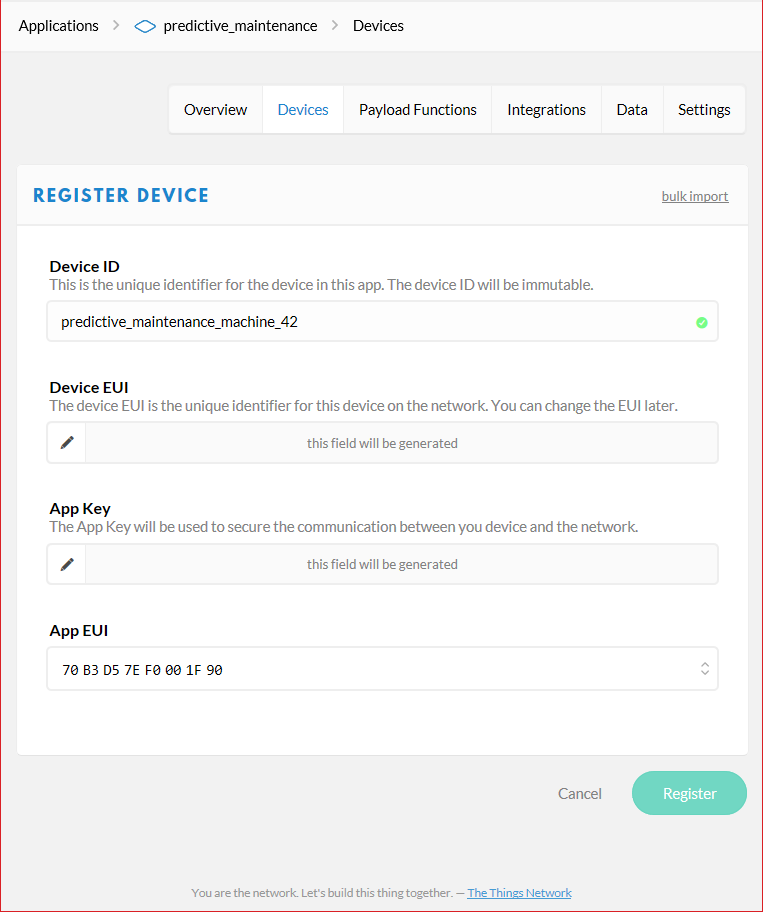 Applications > predictive_maintenance > Devices
Overview Devices Payload Functions Integrations Data Settings
REGISTER DEVICE bulk import
Device ID
This is the unique identifier for the device in this app. The device ID will be immutable.
predictive_maintenance_machine_42
Device EUI
The device EUI is the unique identifier for this device on the network. You can change the EUI later.
this field will be generated
App Key
The App Key will be used to secure the communication between you device and the network.
this field will be generated
App EUI
70 B3 D5 7E F0 00 1F 90
Cancel Register
You are the network. Let's build this thing together. — The Things Network